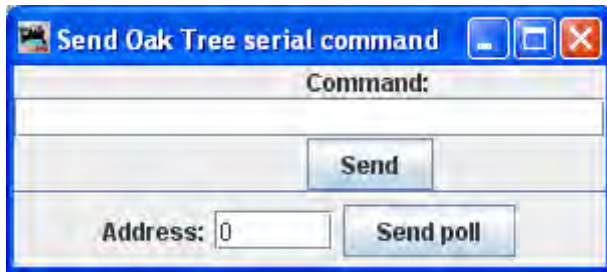 Send Oak Tree serial command
Command:
Send
Address: 0 Send poll